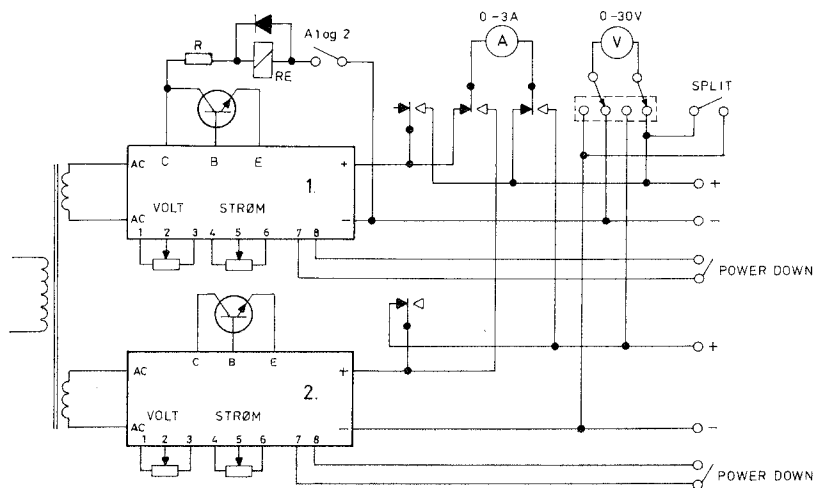 0-3A
0-30V
R
Alog 2
A
V
RE
SPLIT
AC
C
B
E
+
1.
+
VOLT
STRØM
AC
-
-
1
2
3
4
5
6
7
8
POWER DOWN
C
B
E
+
AC
+
2.
VOLT
STRØM
AC
-
-
1
2
3
4
5
6
7
8
POWER DOWN